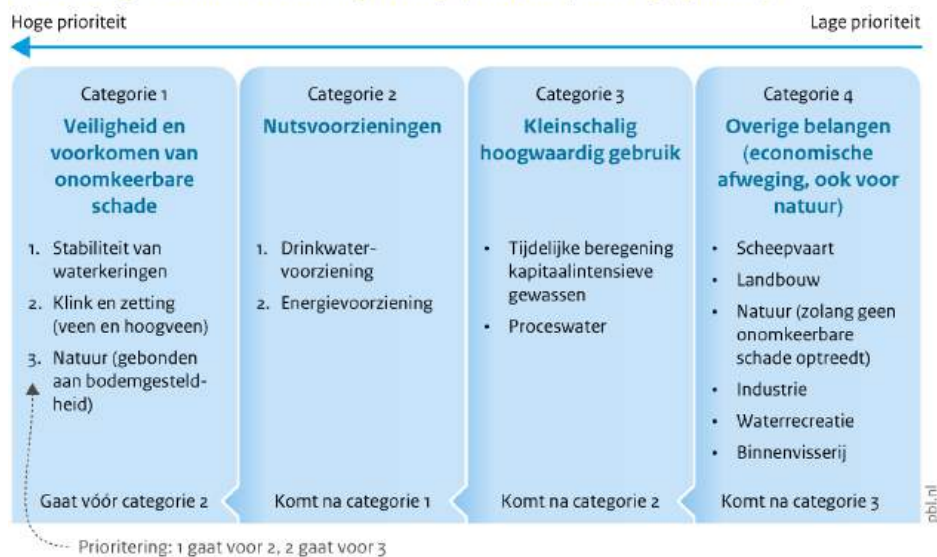 Hoge prioriteit
Lage prioriteit
Categorie 1
Veiligheid en
voorkomen van
onomkeerbare
schade
1. Stabiliteit van
waterkeringen
2. Klink en zetting
(veen en hoogveen)
3. Natuur (gebonden
aan bodemgesteld-
heid)
Gaat vóór categorie 2
Categorie 2
Nutsvoorzieningen
1. Drinkwater-
voorziening
2. Energievoorziening
Komt na categorie 1
Categorie 3
Kleinschalig
hoogwaardig gebruik
• Tijdelijke beregening
kapitaalintensieve
gewassen
• Proceswater
Komt na categorie 2
Categorie 4
Overige belangen
(economische
afweging, ook voor
natuur)
• Scheepvaart
• Landbouw
• Natuur (zolang geen
onomkeerbare
schade optreedt)
• Industrie
• Waterrecreatie
• Binnenvisserij
Komt na categorie 3
pbl.nl
Prioritering: 1 gaat voor 2, 2 gaat voor 3